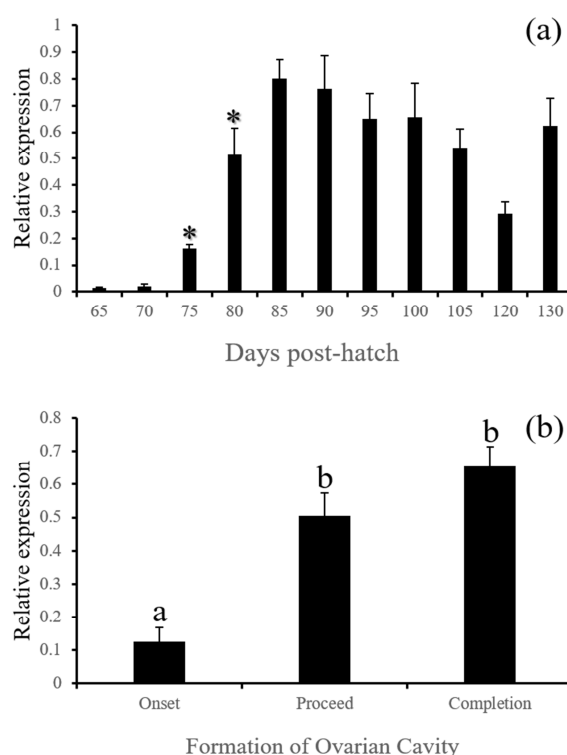 (a)
Relative expression
1
0.9
0.8
0.7
0.6
0.5
0.4
0.3
0.2
0.1
0
*
*
65 70 75 80 85 90 95 100 105 120 130
Days post-hatch
(b)
Relative expression
0.8
0.7
0.6
0.5
0.4
0.3
0.2
0.1
0
a
b
b
Onset Proceed Completion
Formation of Ovarian Cavity